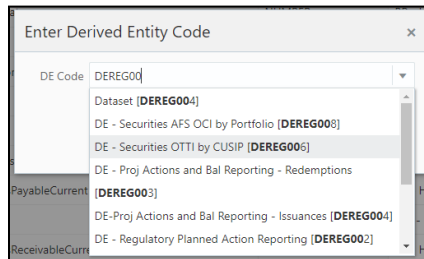 Enter Derived Entity Code ×
DE Code DEREG00
Dataset [DEREG004]
DE - Securities AFS OCI by Portfolio [DEREG008]
DE - Securities OTTI by CUSIP [DEREG006]
DE - Proj Actions and Bal Reporting - Redemptions
[DEREG003]
PayableCurrent
DE-Proj Actions and Bal Reporting - Issuances [DEREG004]
DE - Regulatory Planned Action Reporting [DEREG002]
ReceivableCurre